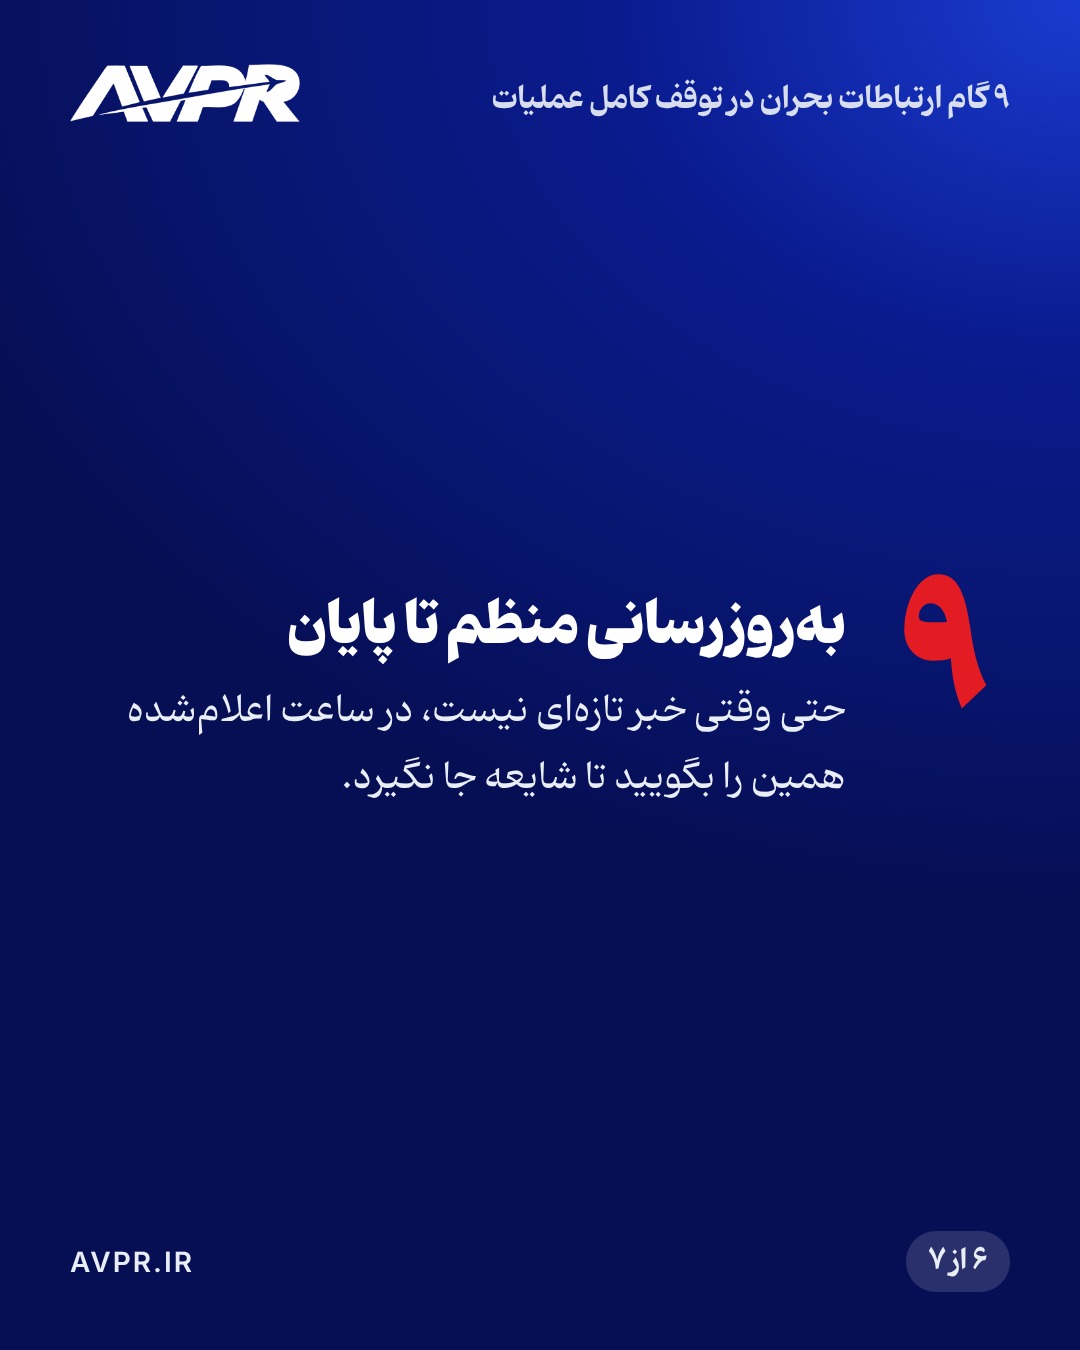 ۹ گام ارتباطات بحران در توقف کامل عملیات
AVPR
۹
به‌روزرسانی منظم تا پایان
حتی وقتی خبر تازه‌ای نیست، در ساعت اعلام‌شده
همین را بگویید تا شایعه جا نگیرد.
۶ از ۷
AVPR.IR